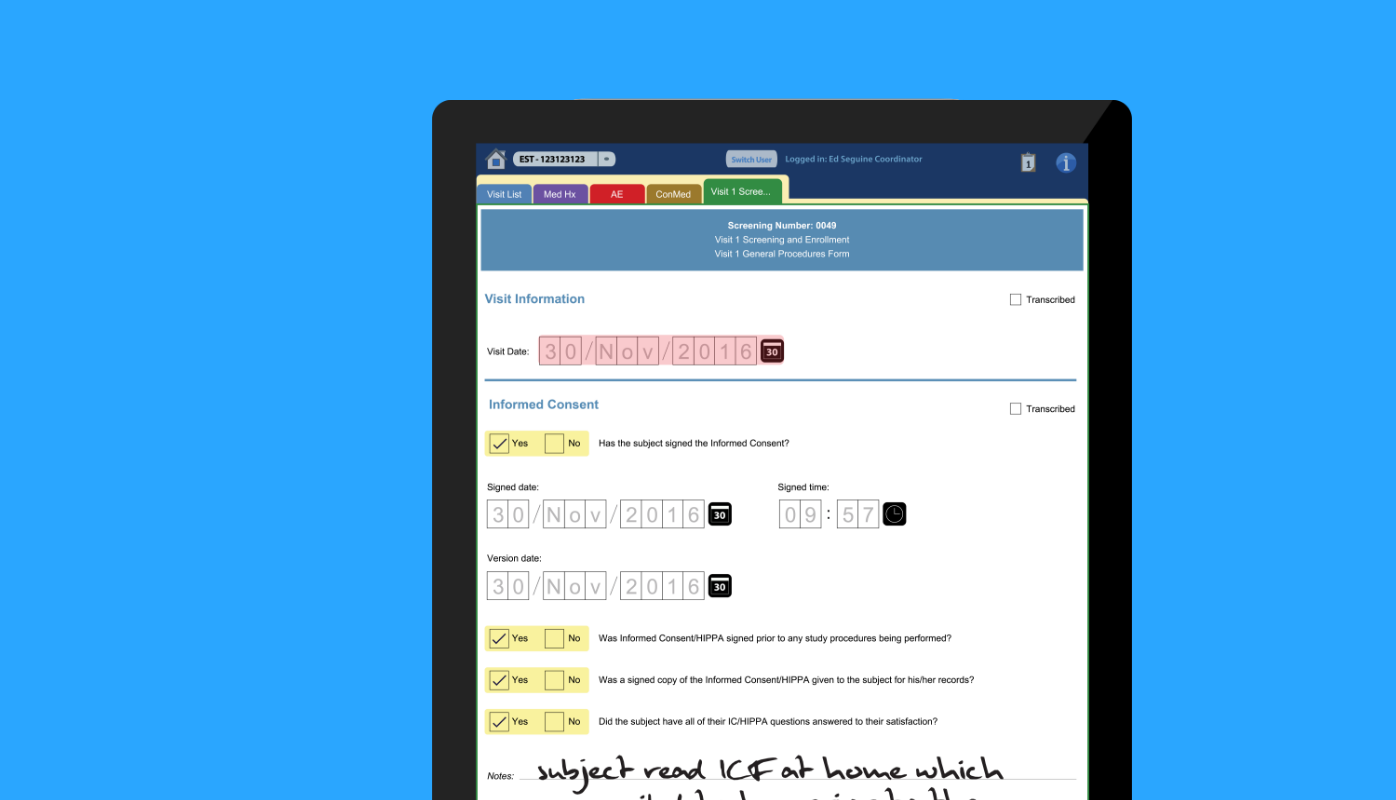 EST - 123123123
Switch User
Logged in: Ed Seguine Coordinator
1
i
Visit List
Med Hx
AE
ConMed
Visit 1 Scree...
Screening Number: 0049
Visit 1 Screening and Enrollment
Visit 1 General Procedures Form
Visit Information
Transcribed
Visit Date: 30/Nov/2016 30
Informed Consent
Transcribed
Yes No Has the subject signed the Informed Consent?
Signed date: Signed time:
30/Nov/2016 30 09:57
Version date:
30/Nov/2016 30
Yes No Was Informed Consent/HIPPA signed prior to any study procedures being performed?
Yes No Was a signed copy of the Informed Consent/HIPPA given to the subject for his/her records?
Yes No Did the subject have all of their IC/HIPPA questions answered to their satisfaction?
Notes: subject read ICF at home which